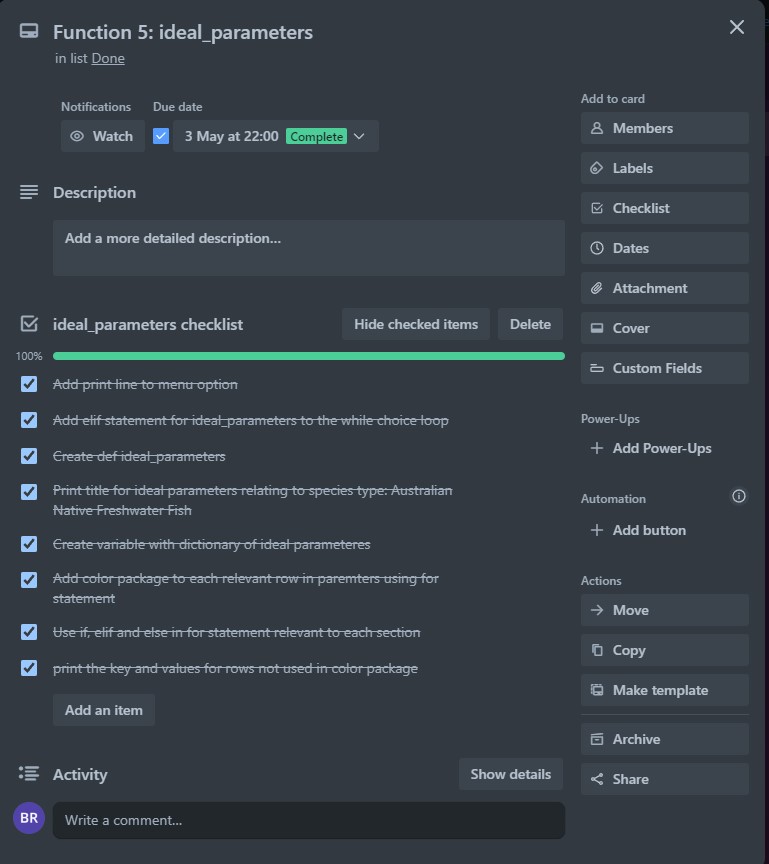 Function 5: ideal_parameters
in list Done
Notifications
Due date
Watch
3 May at 22:00 Complete
Description
Add a more detailed description...
ideal_parameters checklist
Hide checked items
Delete
100%
Add print line to menu option
Add elif statement for ideal_parameters to the while choice loop
Create def ideal_parameters
Print title for ideal parameters relating to species type: Australian
Native Freshwater Fish
Create variable with dictionary of ideal parameteres
Add color package to each relevant row in paremters using for
statement
Use if, elif and else in for statement relevant to each section
print the key and values for rows not used in color package
Add an item
Activity
Show details
BR
Write a comment...
Add to card
Members
Labels
Checklist
Dates
Attachment
Cover
Custom Fields
Power-Ups
Add Power-Ups
Automation
Add button
Actions
Move
Copy
Make template
Archive
Share